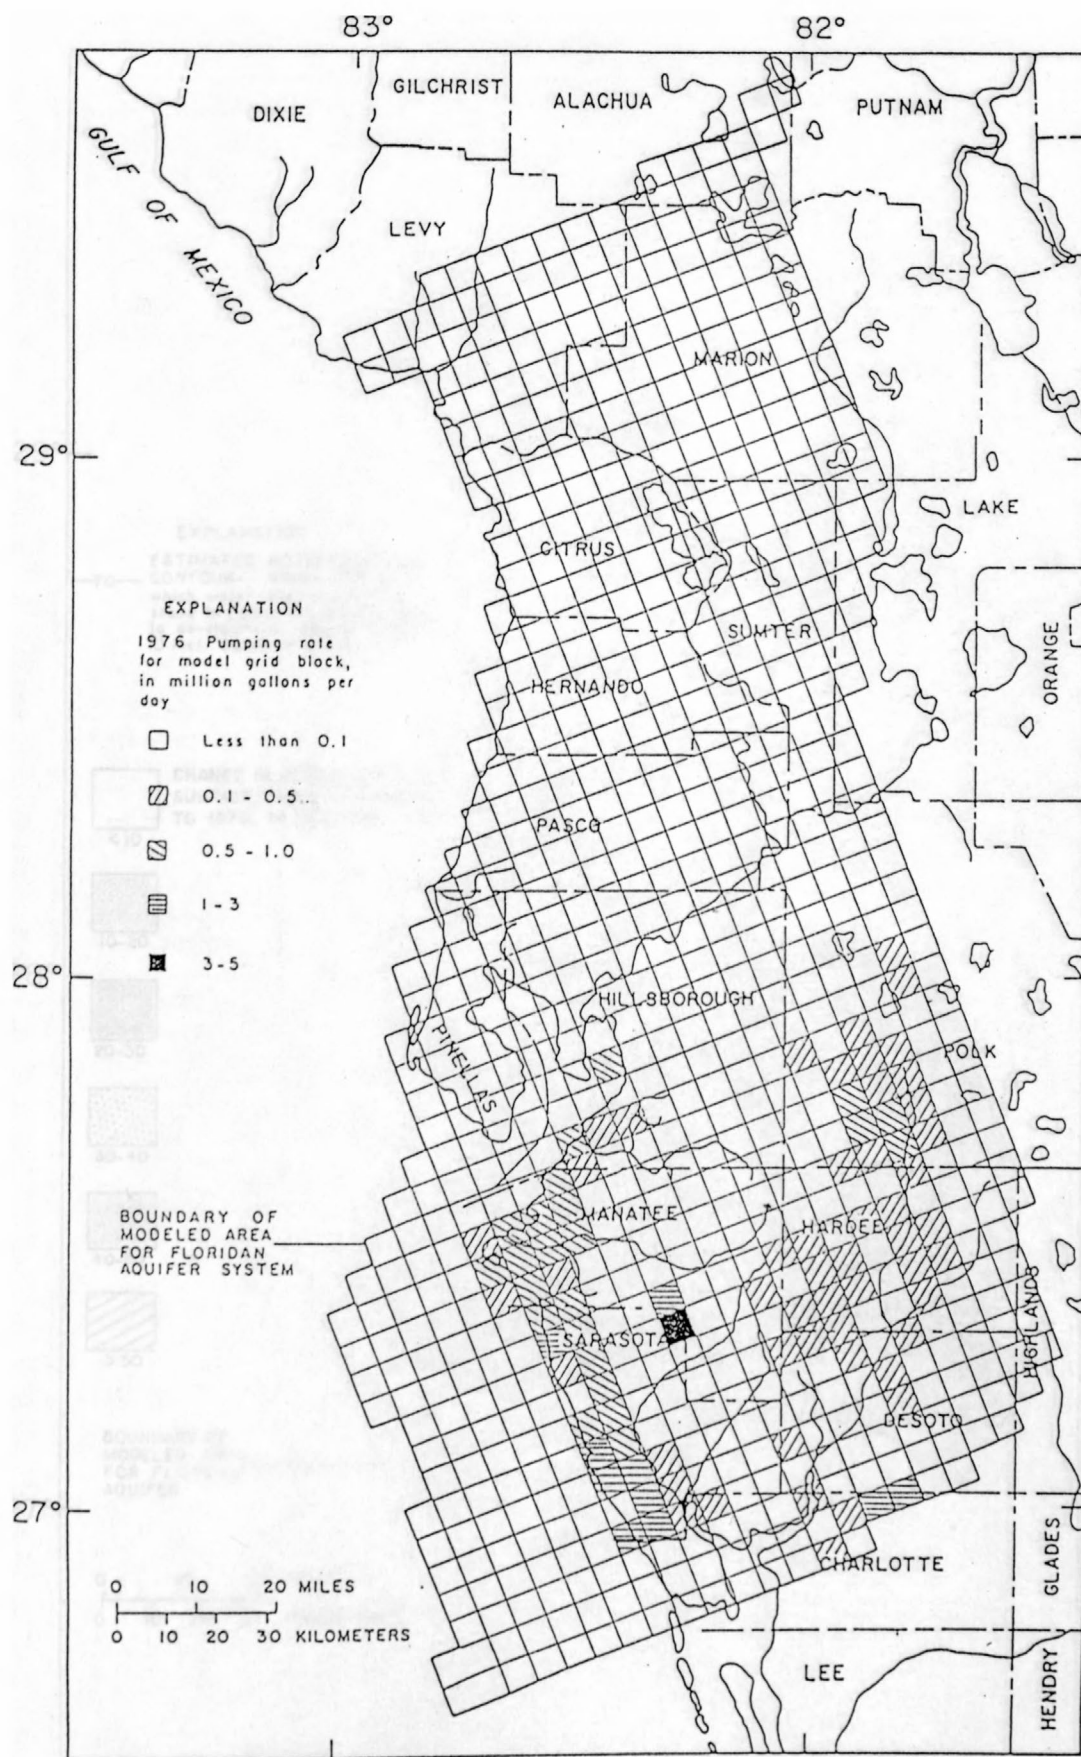 83°
82°
GILCHRIST
DIXIE
ALACHUA
PUTNAM
GULF OF MEXICO
LEVY
MARION
29°
LAKE
CITRUS
EXPLANATION
1976 Pumping rate
for model grid block,
in million gallons per
day
Less than 0.1
0.1 - 0.5
0.5 - 1.0
1 - 3
3 - 5
SUMTER
ORANGE
HERNANDO
PASCO
28°
HILLSBOROUGH
PINELLAS
POLK
BOUNDARY OF
MODELED AREA
FOR FLORIDAN
AQUIFER SYSTEM
MANATEE
HARDEE
HIGHLANDS
SARASOTA
DESOTO
27°
CHARLOTTE
GLADES
0 10 20 MILES
0 10 20 30 KILOMETERS
LEE
HENDRY